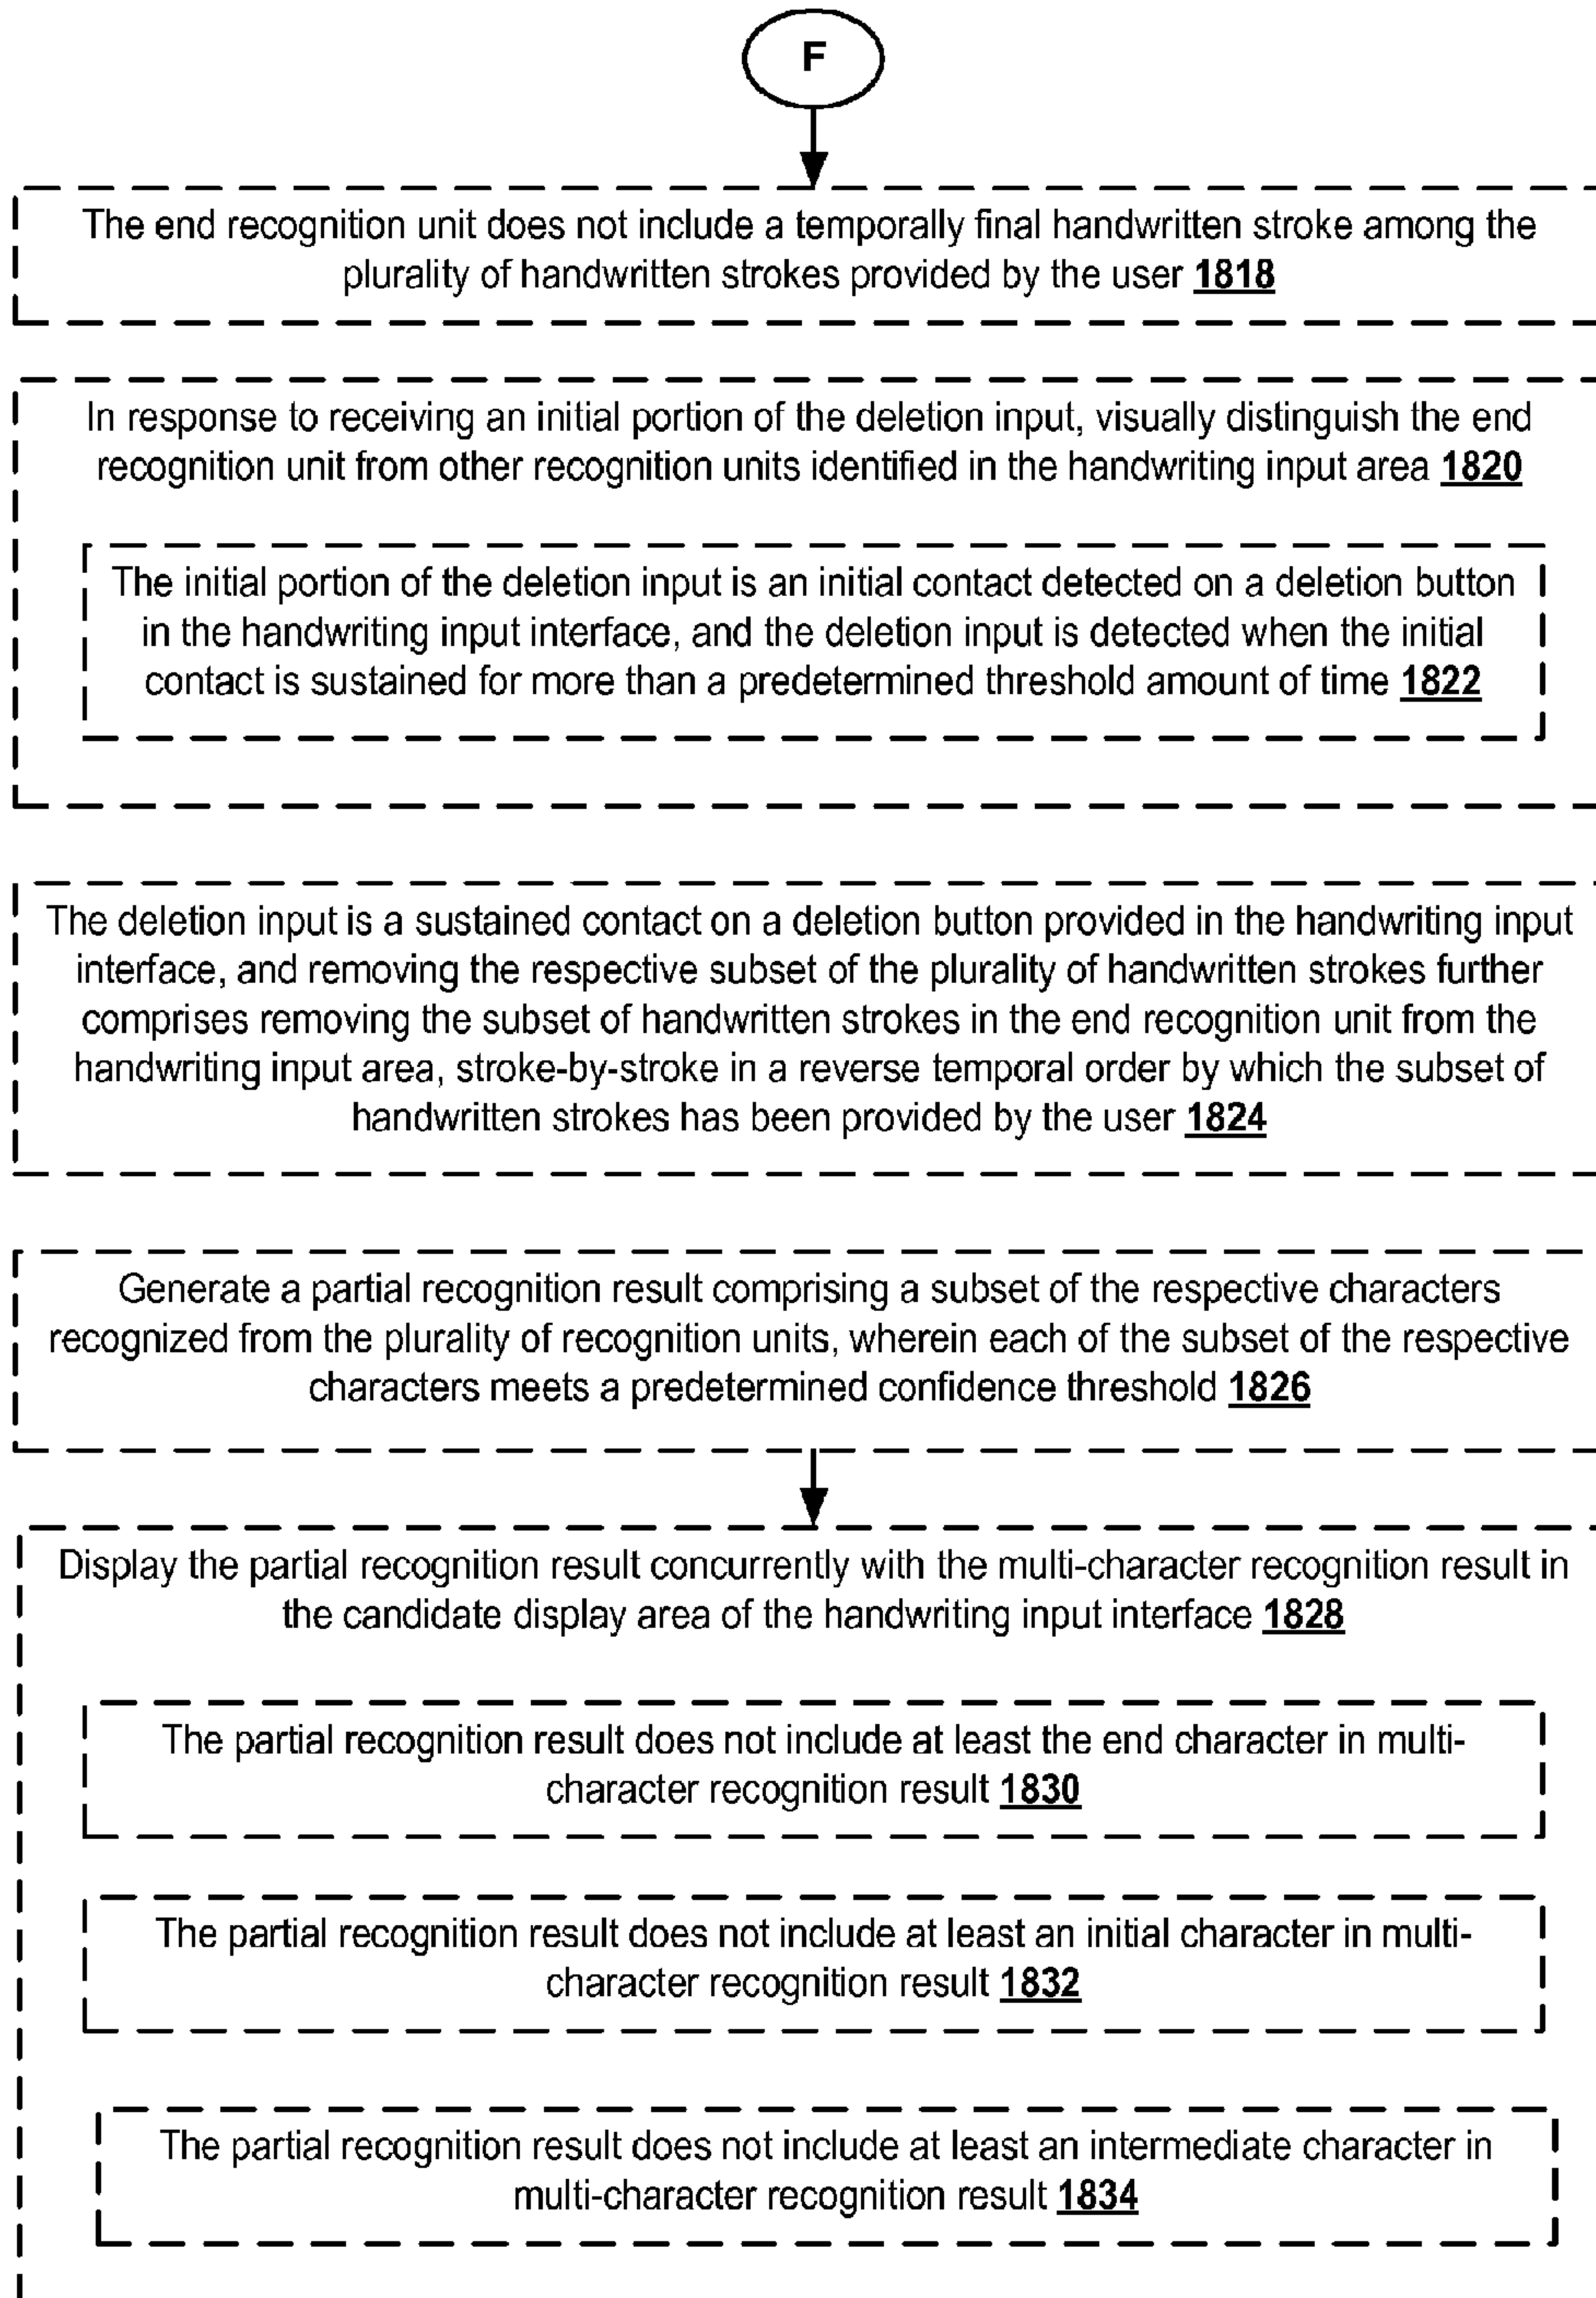 F
The end recognition unit does not include a temporally final handwritten stroke among the
plurality of handwritten strokes provided by the user 1818
In response to receiving an initial portion of the deletion input, visually distinguish the end
recognition unit from other recognition units identified in the handwriting input area 1820
The initial portion of the deletion input is an initial contact detected on a deletion button
in the handwriting input interface, and the deletion input is detected when the initial
contact is sustained for more than a predetermined threshold amount of time 1822
The deletion input is a sustained contact on a deletion button provided in the handwriting input
interface, and removing the respective subset of the plurality of handwritten strokes further
comprises removing the subset of handwritten strokes in the end recognition unit from the
handwriting input area, stroke-by-stroke in a reverse temporal order by which the subset of
handwritten strokes has been provided by the user 1824
Generate a partial recognition result comprising a subset of the respective characters
recognized from the plurality of recognition units, wherein each of the subset of the respective
characters meets a predetermined confidence threshold 1826
Display the partial recognition result concurrently with the multi-character recognition result in
the candidate display area of the handwriting input interface 1828
The partial recognition result does not include at least the end character in multi-
character recognition result 1830
The partial recognition result does not include at least an initial character in multi-
character recognition result 1832
The partial recognition result does not include at least an intermediate character in
multi-character recognition result 1834